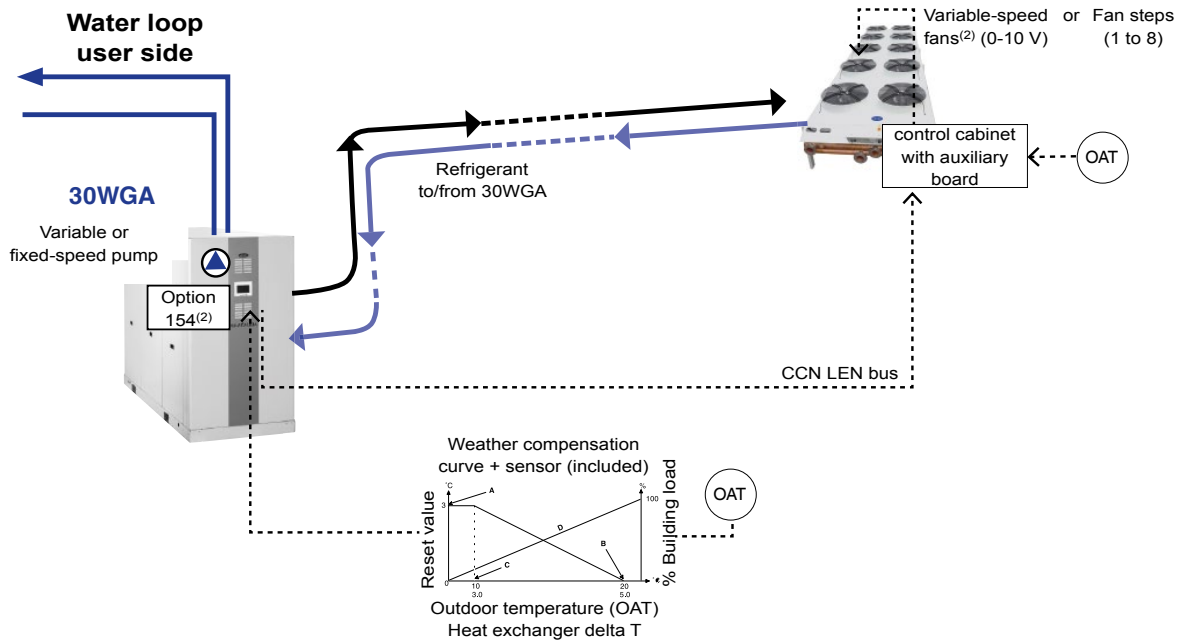 Water loop
user side
Variable-speed or Fan steps
fans(2) (0-10 V) (1 to 8)
control cabinet
with auxiliary
board
OAT
Refrigerant
to/from 30WGA
30WGA
Variable or
fixed-speed pump
Option
154(2)
CCN LEN bus
Weather compensation
curve + sensor (included)
OAT
°C
A
%
3
100
D
B
C
Reset value
% Building load
0
10
20
3.0
5.0
Outdoor temperature (OAT)
Heat exchanger delta T